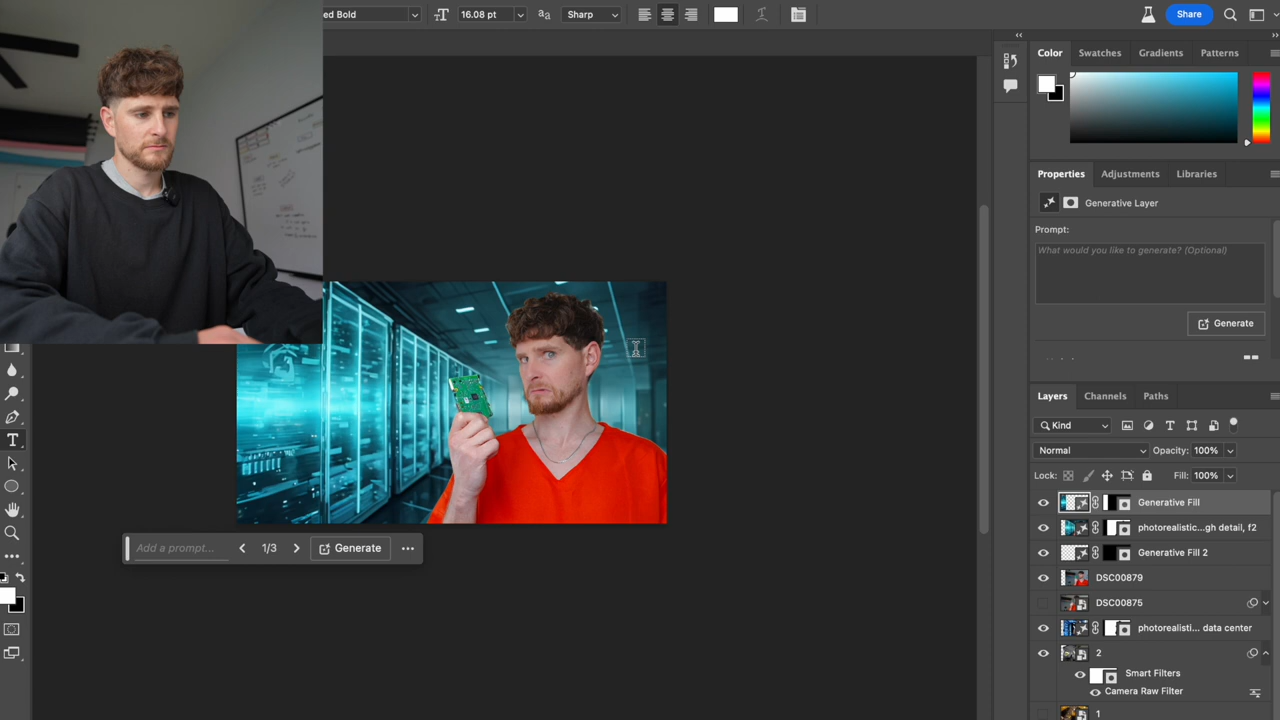 ed Bold
16.08 pt
aa
Sharp
Share
Color
Swatches
Gradients
Patterns
Properties
Adjustments
Libraries
Generative Layer
Prompt:
What would you like to generate? (Optional)
Generate
Layers
Channels
Paths
Kind
Normal
Opacity: 100%
Lock:
Fill: 100%
Generative Fill
photorealistic...gh detail, f2
Generative Fill 2
DSC00879
DSC00875
photorealisti... data center
2
Smart Filters
Camera Raw Filter
1
Add a prompt...
1/3
Generate